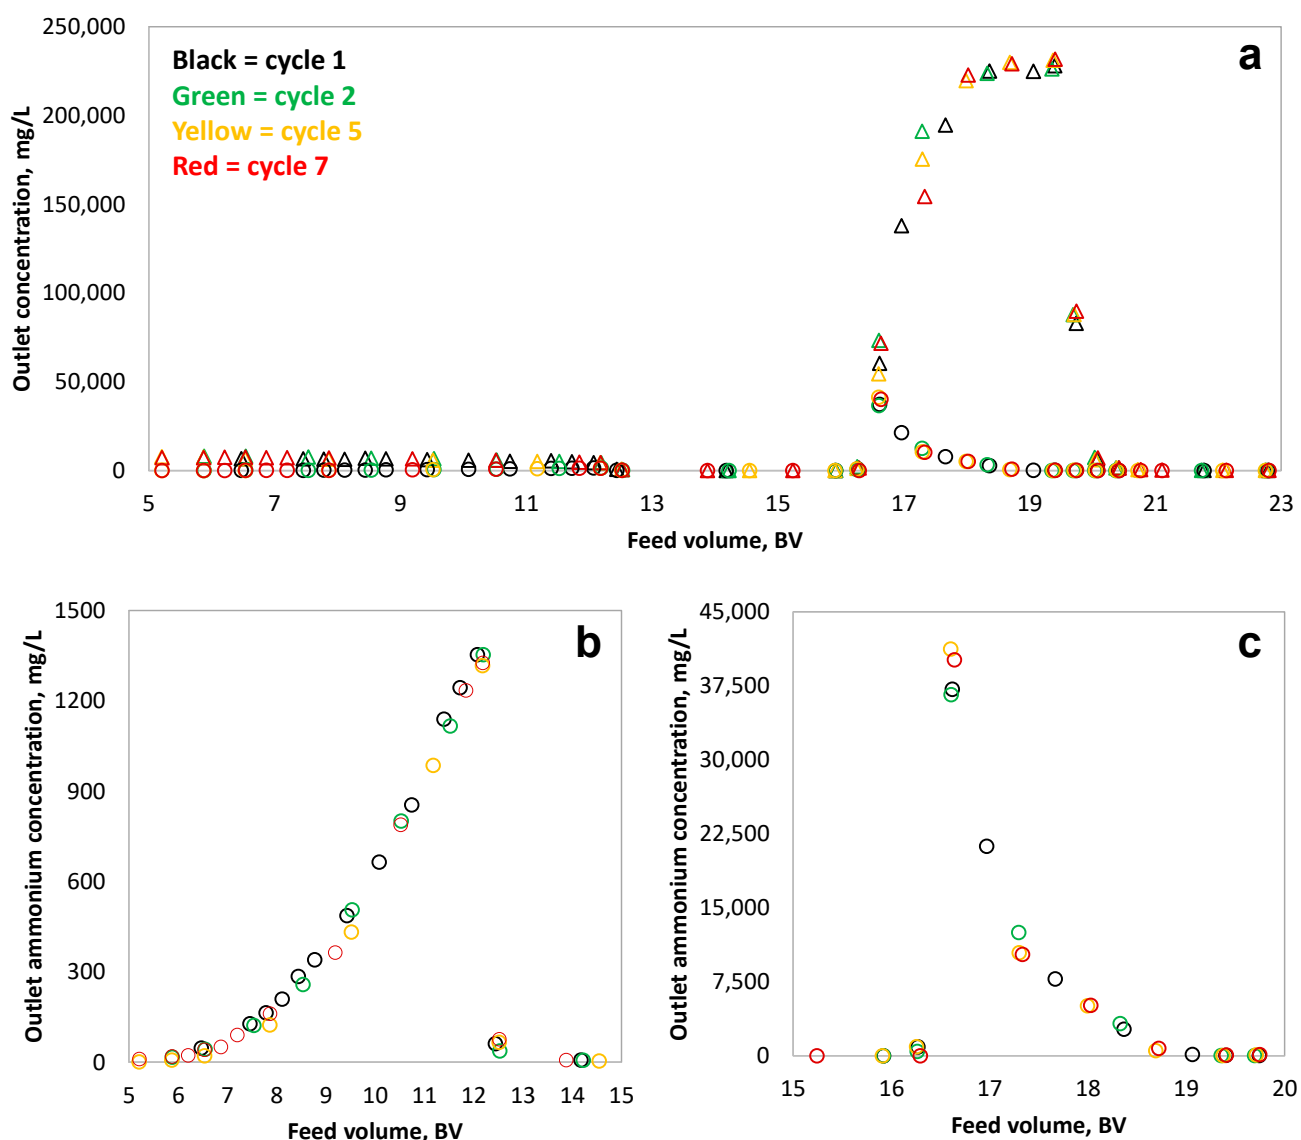 a
Black = cycle 1
Green = cycle 2
Yellow = cycle 5
Red = cycle 7
Outlet concentration, mg/L
250,000
200,000
150,000
100,000
50,000
0
5 7 9 11 13 15 17 19 21 23
Feed volume, BV
b
Outlet ammonium concentration, mg/L
1500
1200
900
600
300
0
5 6 7 8 9 10 11 12 13 14 15
Feed volume, BV
c
Outlet ammonium concentration, mg/L
45,000
37,500
30,000
22,500
15,000
7,500
0
15 16 17 18 19 20
Feed volume, BV